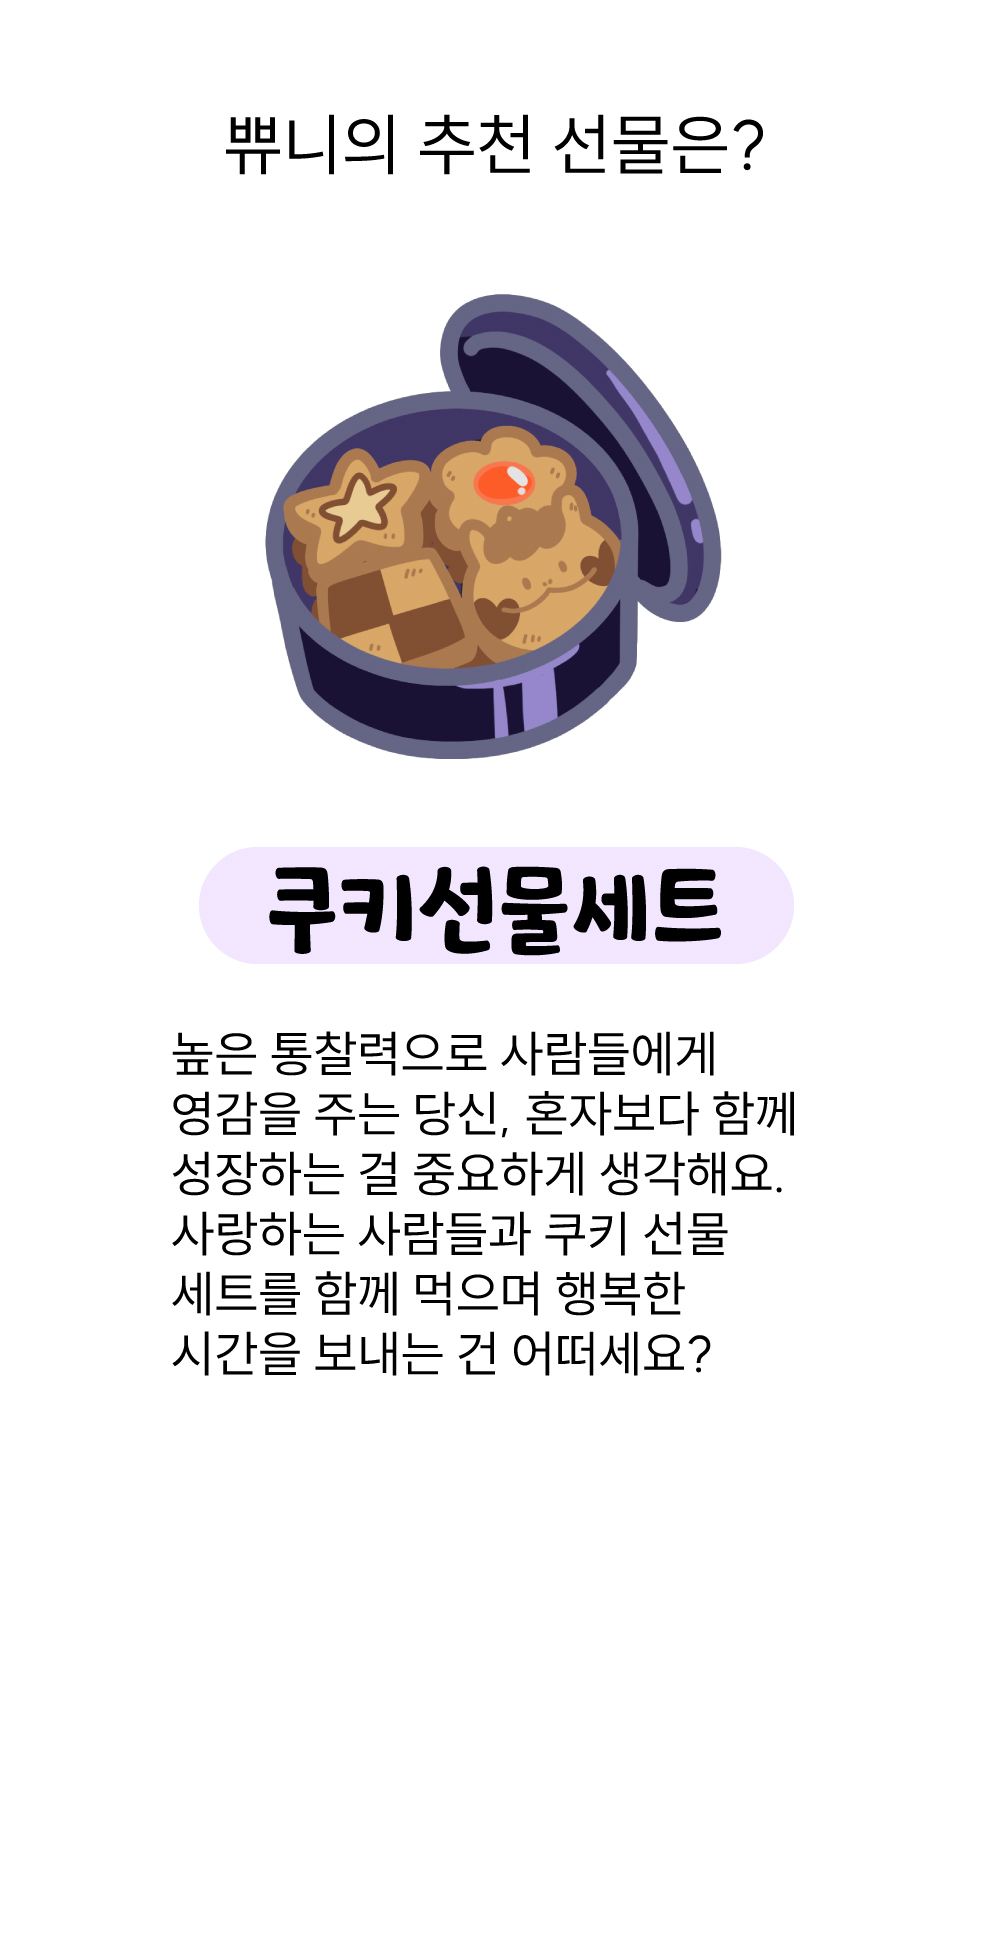 쀼니의 추천 선물은?
쿠키선물세트
높은 통찰력으로 사람들에게
영감을 주는 당신, 혼자보다 함께
성장하는 걸 중요하게 생각해요.
사랑하는 사람들과 쿠키 선물
세트를 함께 먹으며 행복한
시간을 보내는 건 어떠세요?